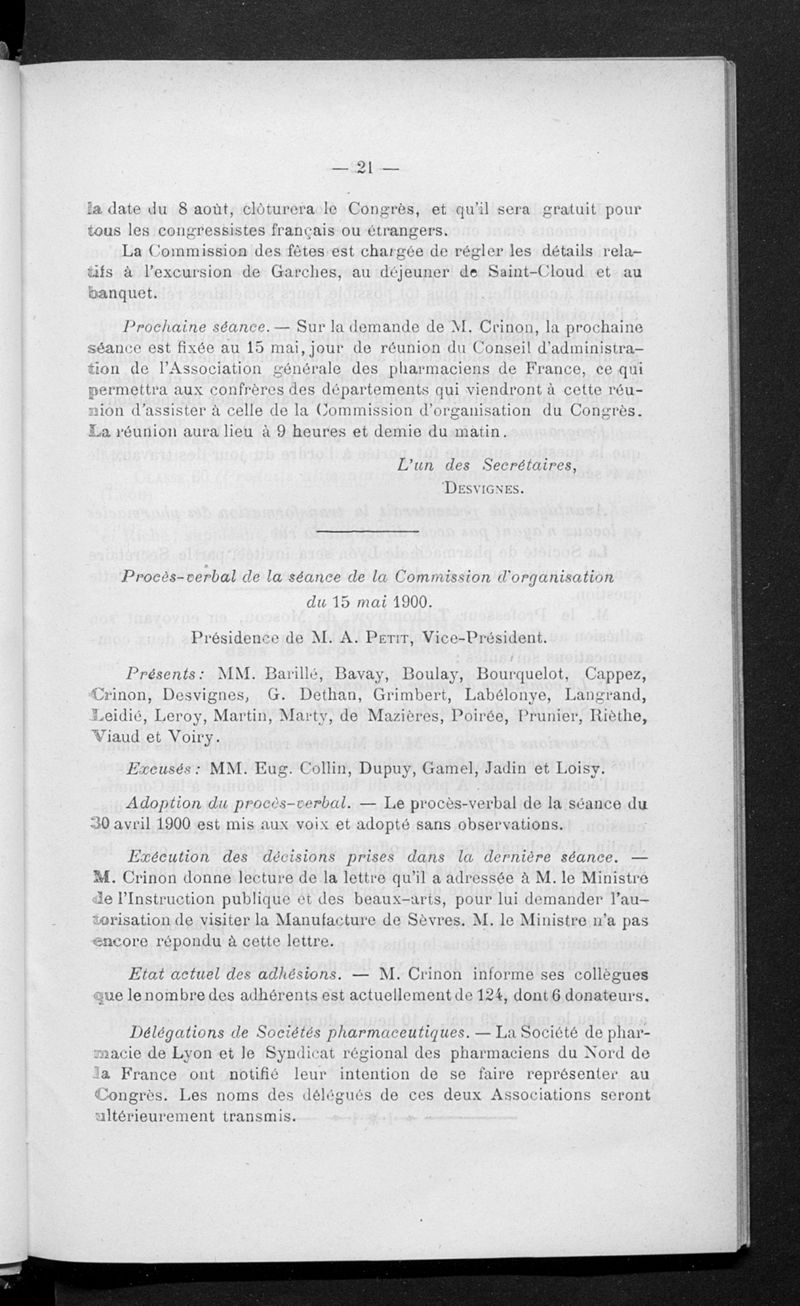 — 21 —
la date du 8 août, clôturera le Congrès, et qu'il sera gratuit pour
tous les congressistes français ou étrangers.
La Commission des fêtes est chargée de régler les détails rela-
tifs à l'excursion de Garches, au déjeuner de Saint-Cloud et au
banquet.
Prochaine séance. — Sur la demande de M. Crinon, la prochaine
séance est fixée au 15 mai, jour de réunion du Conseil d'administra-
tion de l'Association générale des pharmaciens de France, ce qui
permettra aux confrères des départements qui viendront à cette réu-
nion d'assister à celle de la Commission d'organisation du Congrès.
La réunion aura lieu à 9 heures et demie du matin.
L'un des Secrétaires,
DESVIGNES.
Procès-verbal de la séance de la Commission d'organisation
du 15 mai 1900.
Présidence de M. A. PETIT, Vice-Président.
Présents : MM. Barillé, Bavay, Boulay, Bourquelot, Cappez,
Crinon, Desvignes, G. Dethan, Grimbert, Labélonye, Langrand,
Leidié, Leroy, Martin, Marty, de Mazières, Poirée, Prunier, Rièthe,
Viaud et Voiry.
Excusés : MM. Eug. Collin, Dupuy, Gamel, Jadin et Loisy.
Adoption du procès-verbal. — Le procès-verbal de la séance du
30 avril 1900 est mis aux voix et adopté sans observations.
Exécution des décisions prises dans la dernière séance. —
M. Crinon donne lecture de la lettre qu'il a adressée à M. le Ministre
de l'Instruction publique et des beaux-arts, pour lui demander l'au-
torisation de visiter la Manufacture de Sèvres. M. le Ministre n'a pas
encore répondu à cette lettre.
Etat actuel des adhésions. — M. Crinon informe ses collègues
que le nombre des adhérents est actuellement de 124, dont 6 donateurs.
Délégations de Sociétés pharmaceutiques. — La Société de phar-
macie de Lyon et le Syndicat régional des pharmaciens du Nord de
la France ont notifié leur intention de se faire représenter au
Congrès. Les noms des délégués de ces deux Associations seront
ultérieurement transmis.